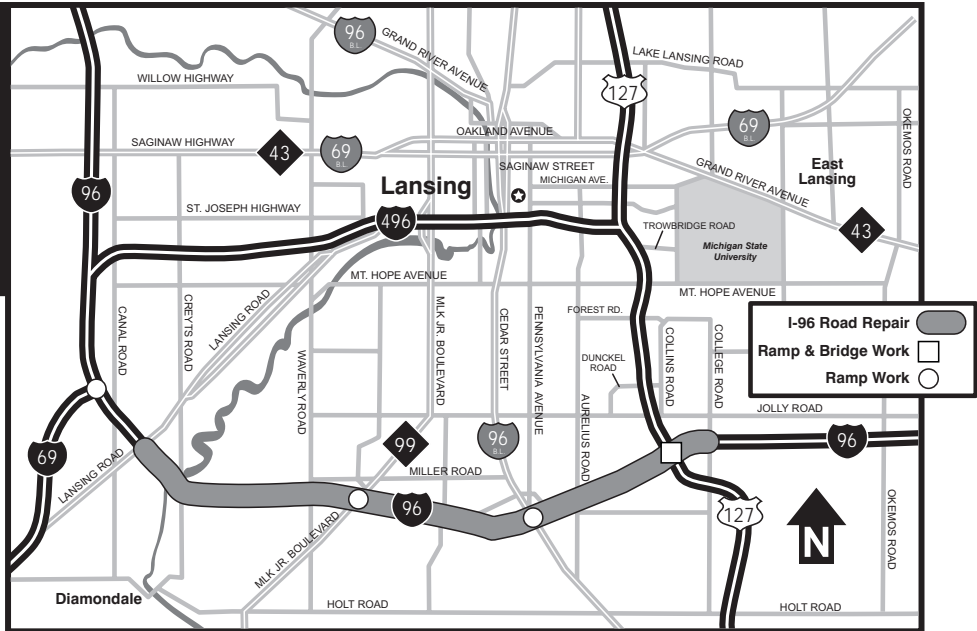 96
B.L.
GRAND RIVER AVENUE
LAKE LANSING ROAD
WILLOW HIGHWAY
127
OAKLAND AVENUE
69
B.L.
OKEMOS ROAD
SAGINAW HIGHWAY
43
69
B.L.
SAGINAW STREET
MICHIGAN AVE.
GRAND RIVER AVENUE
East
Lansing
Lansing
96
ST. JOSEPH HIGHWAY
496
TROWBRIDGE ROAD
43
Michigan State
University
MT. HOPE AVENUE
MT. HOPE AVENUE
CANAL ROAD
CREYTS ROAD
LANSING ROAD
WAVERLY ROAD
MLK JR. BOULEVARD
CEDAR STREET
PENNSYLVANIA AVENUE
FOREST RD.
DUNCKEL
ROAD
AURELIUS ROAD
COLLINS ROAD
COLLEGE ROAD
I-96 Road Repair
Ramp & Bridge Work
Ramp Work
JOLLY ROAD
69
LANSING ROAD
99
96
B.L.
96
MILLER ROAD
96
MLK JR. BOULEVARD
127
N
OKEMOS ROAD
Diamondale
HOLT ROAD
HOLT ROAD